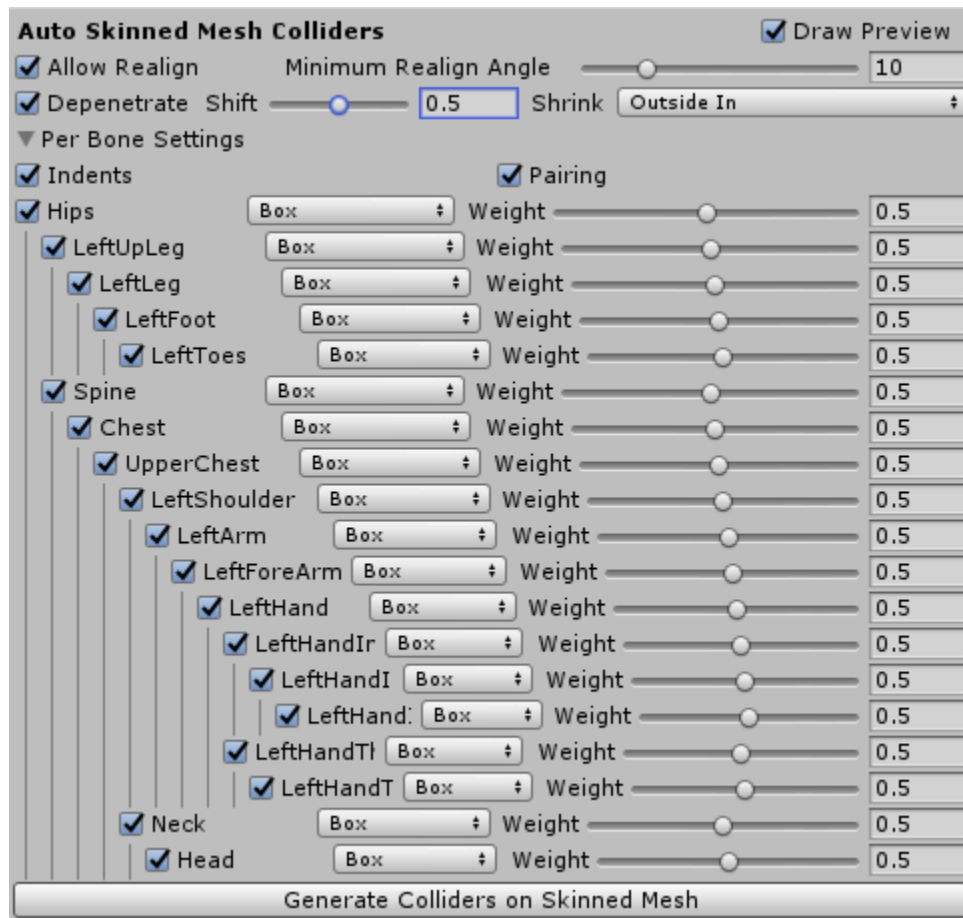 Auto Skinned Mesh Colliders Draw Preview
Allow Realign Minimum Realign Angle 10
Depenetrate Shift 0.5 Shrink Outside In
Per Bone Settings
Indents Pairing
Hips Box Weight 0.5
LeftUpLeg Box Weight 0.5
LeftLeg Box Weight 0.5
LeftFoot Box Weight 0.5
LeftToes Box Weight 0.5
Spine Box Weight 0.5
Chest Box Weight 0.5
UpperChest Box Weight 0.5
LeftShoulder Box Weight 0.5
LeftArm Box Weight 0.5
LeftForeArm Box Weight 0.5
LeftHand Box Weight 0.5
LeftHandIr Box Weight 0.5
LeftHandI Box Weight 0.5
LeftHand: Box Weight 0.5
LeftHandTl Box Weight 0.5
LeftHandT Box Weight 0.5
Neck Box Weight 0.5
Head Box Weight 0.5
Generate Colliders on Skinned Mesh